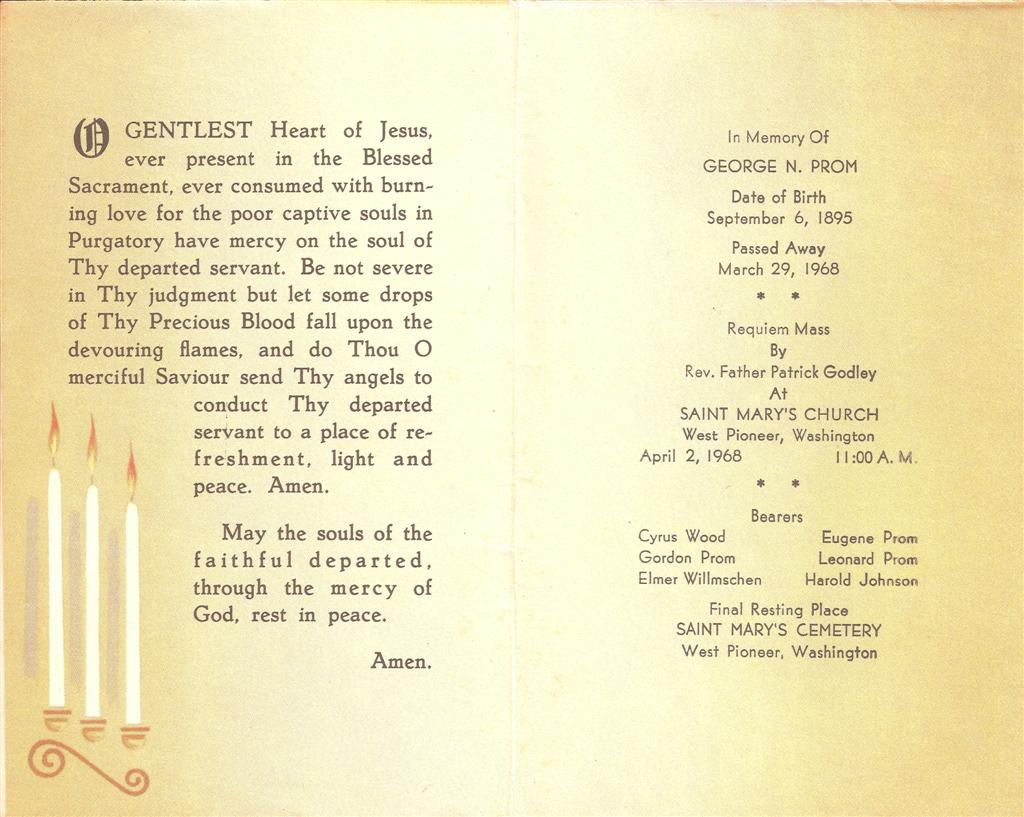 O GENTLEST Heart of Jesus,
ever present in the Blessed
Sacrament, ever consumed with burn-
ing love for the poor captive souls in
Purgatory have mercy on the soul of
Thy departed servant. Be not severe
in Thy judgment but let some drops
of Thy Precious Blood fall upon the
devouring flames, and do Thou O
merciful Saviour send Thy angels to
conduct Thy departed
servant to a place of re-
freshment, light and
peace. Amen.
May the souls of the
faithful departed,
through the mercy of
God, rest in peace.
Amen.
In Memory Of
GEORGE N. PROM
Date of Birth
September 6, 1895
Passed Away
March 29, 1968
* *
Requiem Mass
By
Rev. Father Patrick Godley
At
SAINT MARY'S CHURCH
West Pioneer, Washington
April 2, 1968 11:00 A. M.
* *
Bearers
Cyrus Wood Eugene Prom
Gordon Prom Leonard Prom
Elmer Willmschen Harold Johnson
Final Resting Place
SAINT MARY'S CEMETERY
West Pioneer, Washington